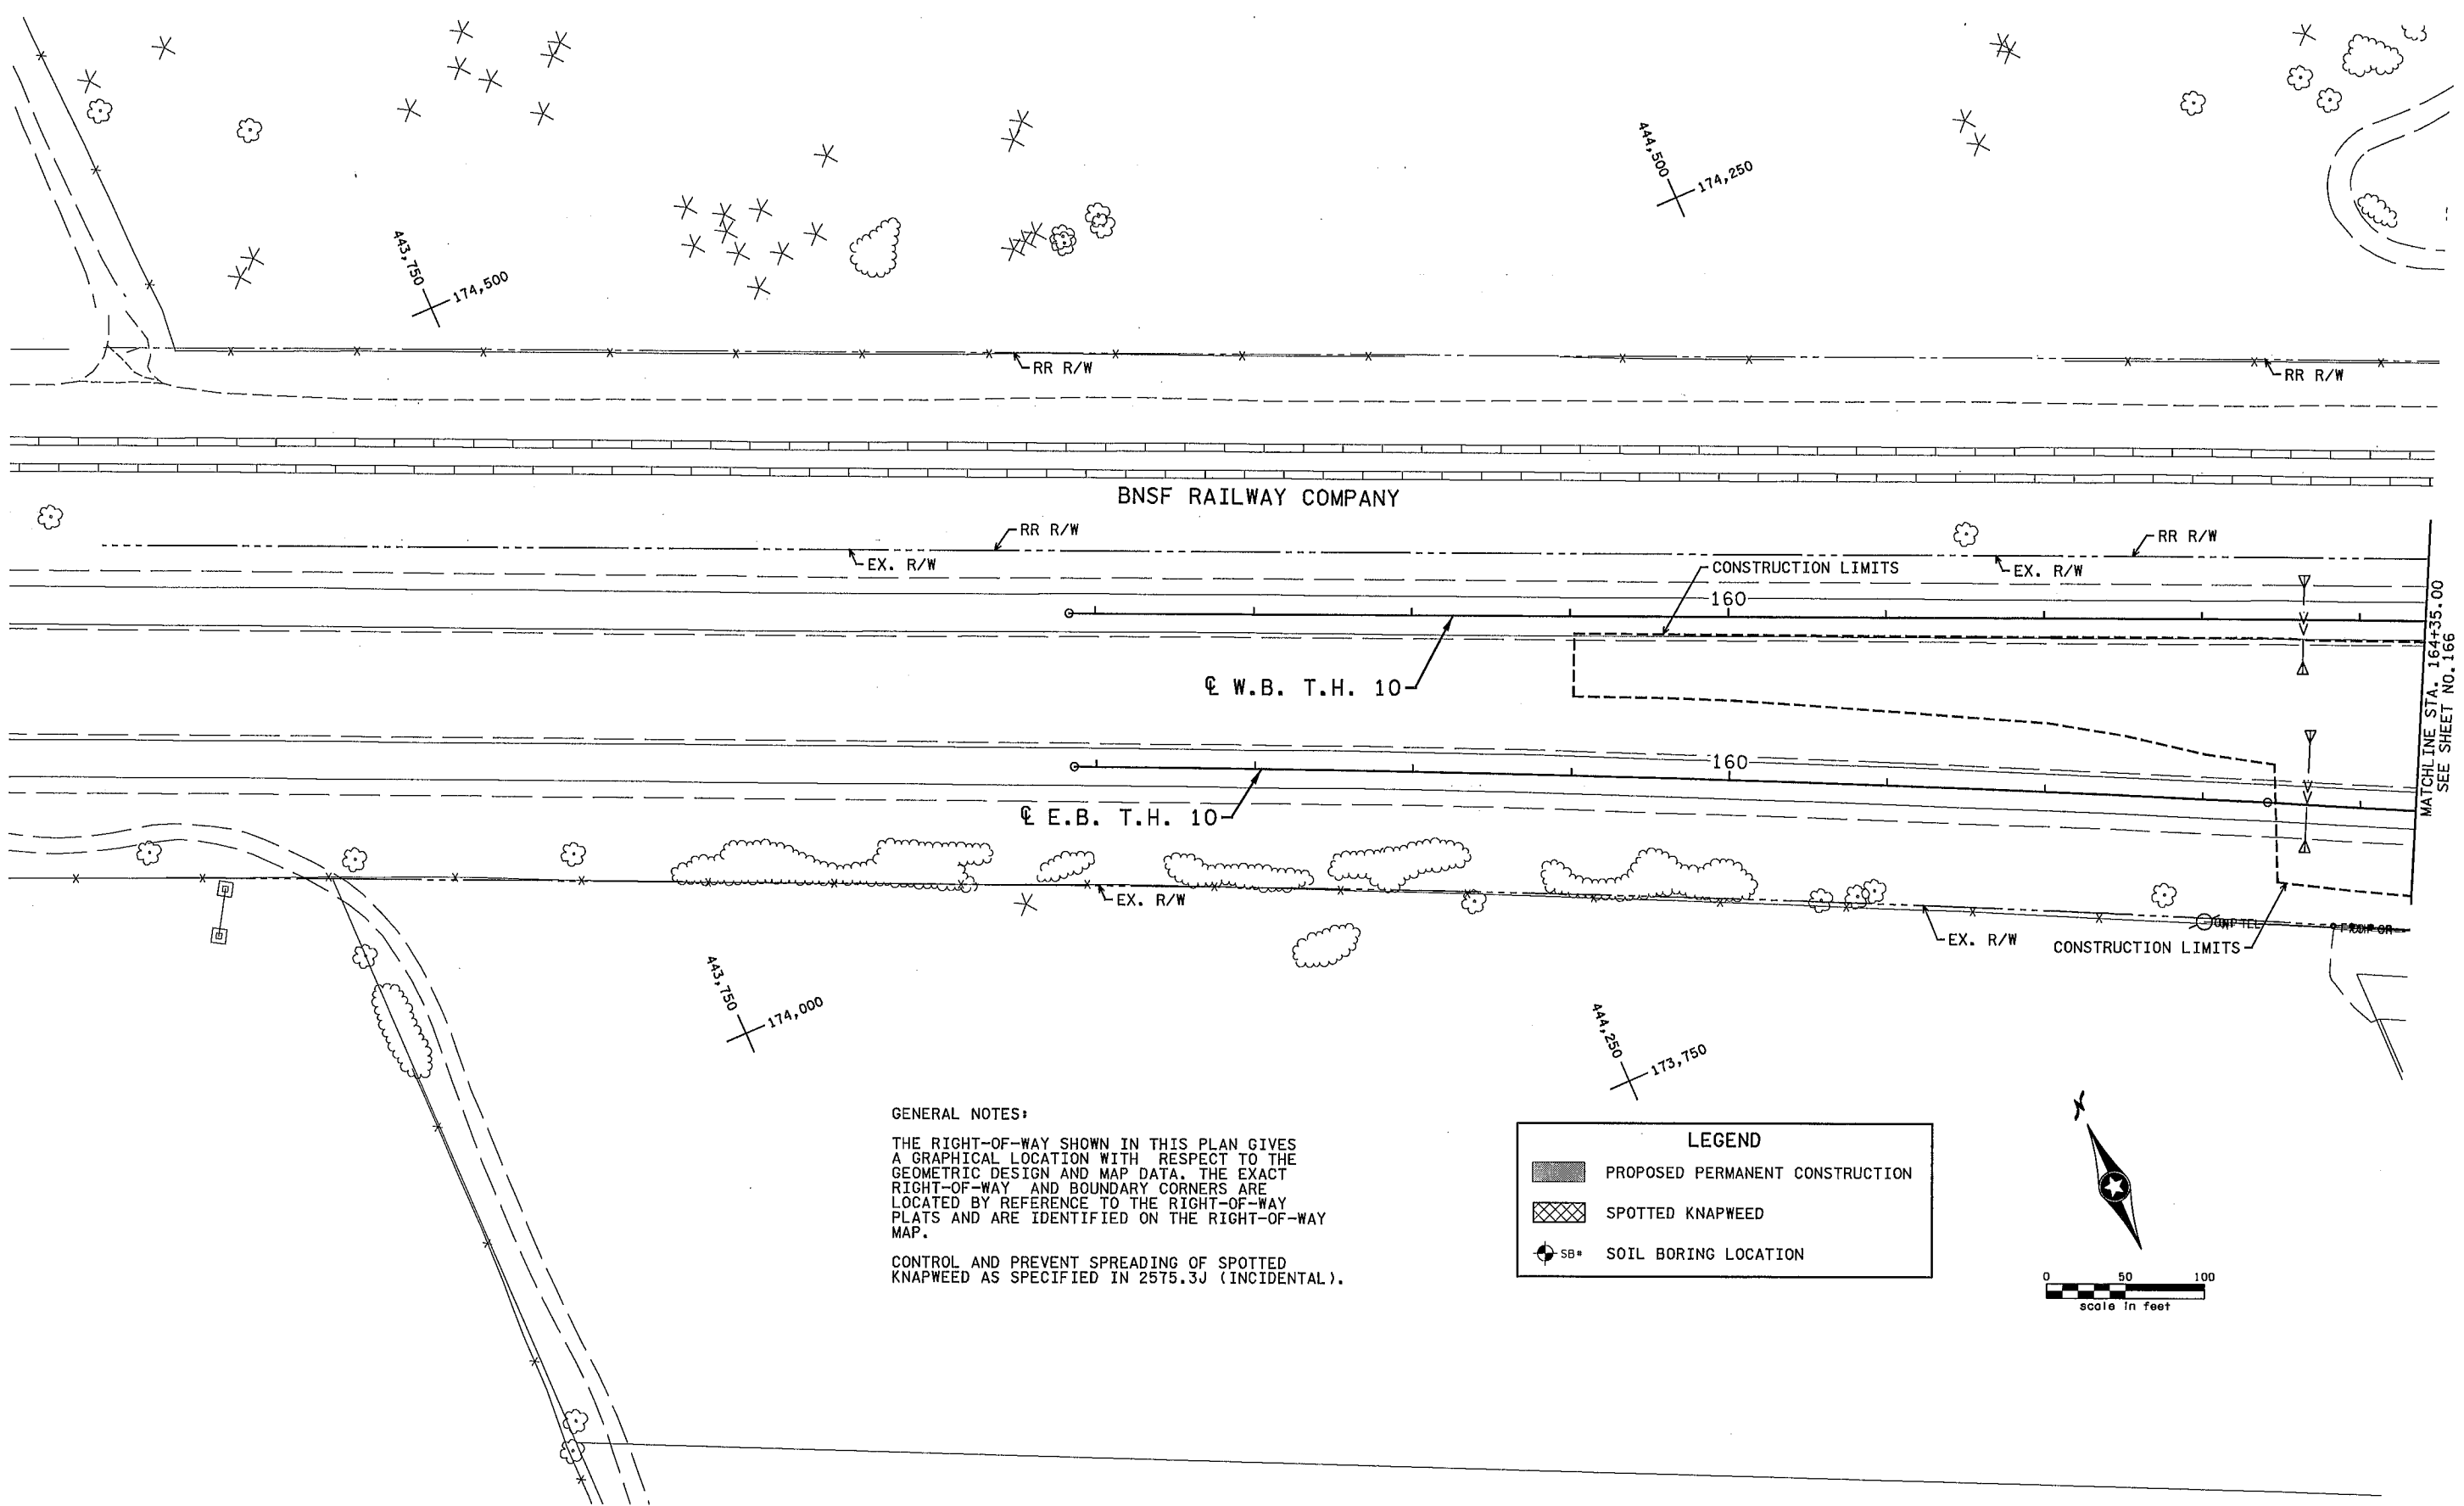 444,500
174,250
443,750
174,500
RR R/W
RR R/W
BNSF RAILWAY COMPANY
RR R/W
RR R/W
EX. R/W
EX. R/W
CONSTRUCTION LIMITS
160
℄ W.B. T.H. 10
MATCHLINE STA. 164+35.00
SEE SHEET NO.166
160
℄ E.B. T.H. 10
EX. R/W
EX. R/W
CONSTRUCTION LIMITS
443,750
174,000
444,250
173,750
GENERAL NOTES:
THE RIGHT-OF-WAY SHOWN IN THIS PLAN GIVES
A GRAPHICAL LOCATION WITH RESPECT TO THE
GEOMETRIC DESIGN AND MAP DATA. THE EXACT
RIGHT-OF-WAY AND BOUNDARY CORNERS ARE
LOCATED BY REFERENCE TO THE RIGHT-OF-WAY
PLATS AND ARE IDENTIFIED ON THE RIGHT-OF-WAY
MAP.
CONTROL AND PREVENT SPREADING OF SPOTTED
KNAPWEED AS SPECIFIED IN 2575.3J (INCIDENTAL).
LEGEND
PROPOSED PERMANENT CONSTRUCTION
SPOTTED KNAPWEED
SB# SOIL BORING LOCATION
N
0 50 100
scale in feet